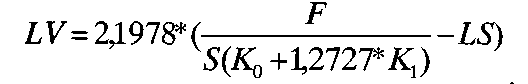 LV = 2,1978*(F / S(K₀ + 1,2727* K₁) − LS)
.